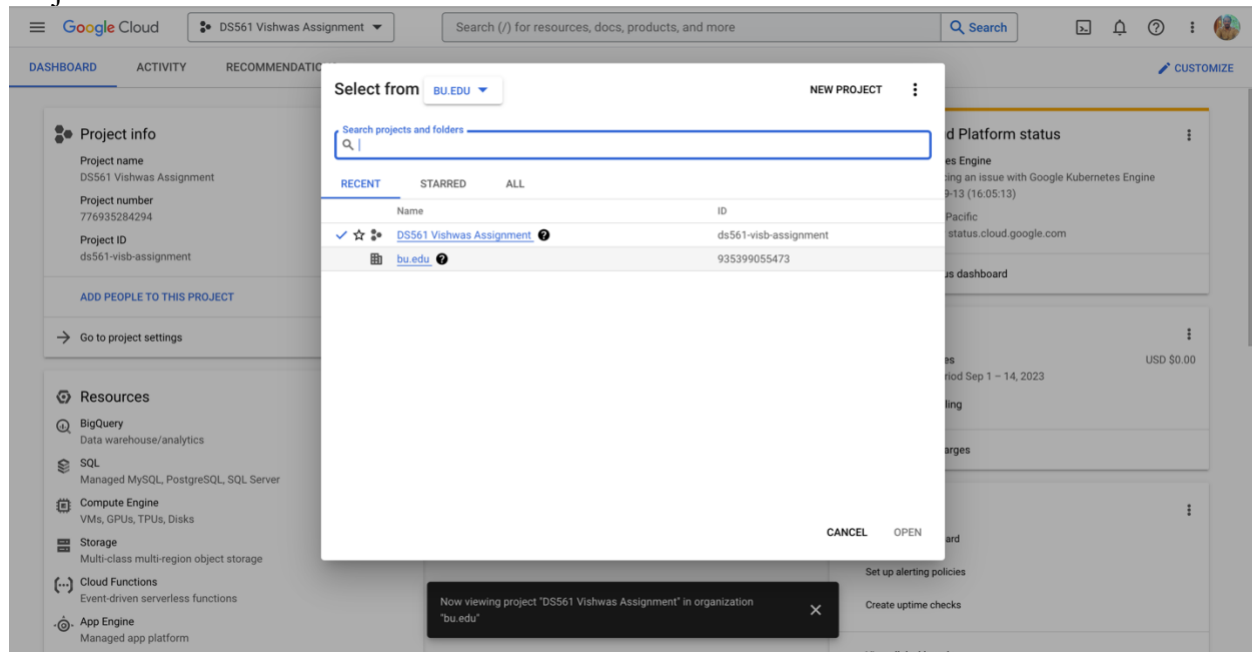 Google Cloud
DS561 Vishwas Assignment
Search (/) for resources, docs, products, and more
Search
DASHBOARD
ACTIVITY
RECOMMENDATIO
CUSTOMIZE
Select from
BU.EDU
NEW PROJECT
Search projects and folders
RECENT
STARRED
ALL
Name
ID
DS561 Vishwas Assignment
ds561-visb-assignment
bu.edu
935399055473
CANCEL
OPEN
Project info
Project name
DS561 Vishwas Assignment
Project number
776935284294
Project ID
ds561-visb-assignment
ADD PEOPLE TO THIS PROJECT
Go to project settings
Resources
BigQuery
Data warehouse/analytics
SQL
Managed MySQL, PostgreSQL, SQL Server
Compute Engine
VMs, GPUs, TPUs, Disks
Storage
Multi-class multi-region object storage
Cloud Functions
Event-driven serverless functions
App Engine
Managed app platform
d Platform status
es Engine
cing an issue with Google Kubernetes Engine
9-13 (16:05:13)
Pacific
status.cloud.google.com
us dashboard
es
USD $0.00
riod Sep 1 – 14, 2023
ling
arges
ard
Set up alerting policies
Create uptime checks
Now viewing project "DS561 Vishwas Assignment" in organization
"bu.edu"